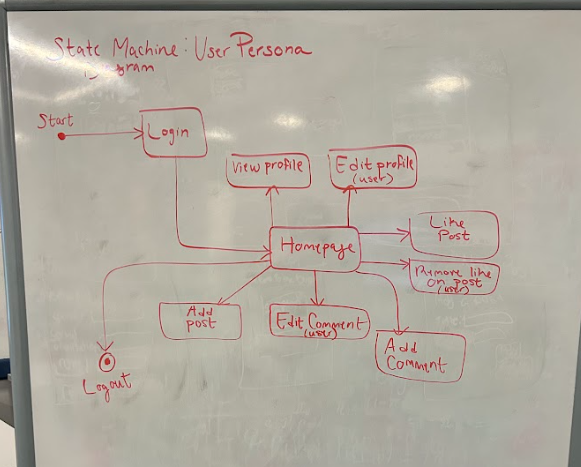 State Machine: User Persona
Start
Login
View profile
Edit profile
(user)
Like
Post
Homepage
Remove like
on post
(user)
Add
post
Edit Comment
(user)
Add
Comment
Logout